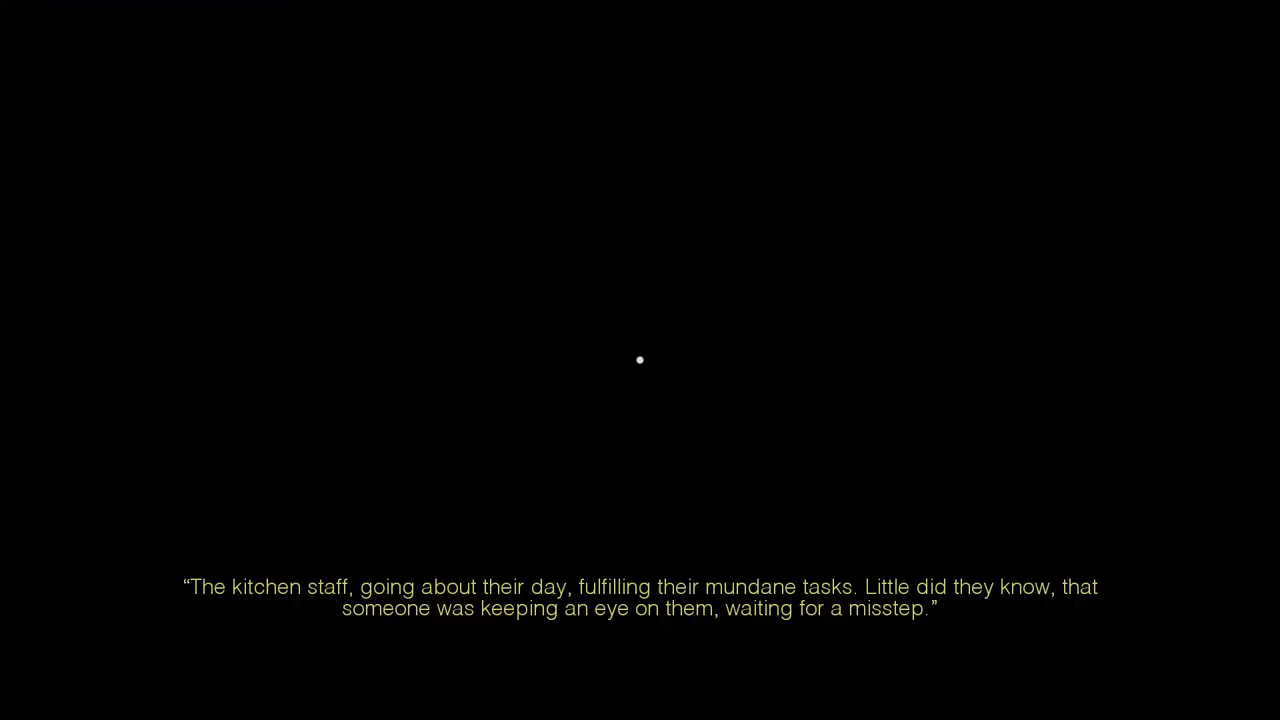 “The kitchen staff, going about their day, fulfilling their mundane tasks. Little did they know, that
someone was keeping an eye on them, waiting for a misstep.”